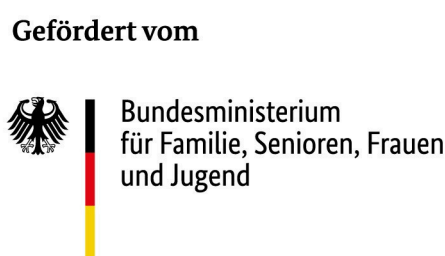 Gefördert vom
Bundesministerium
für Familie, Senioren, Frauen
und Jugend